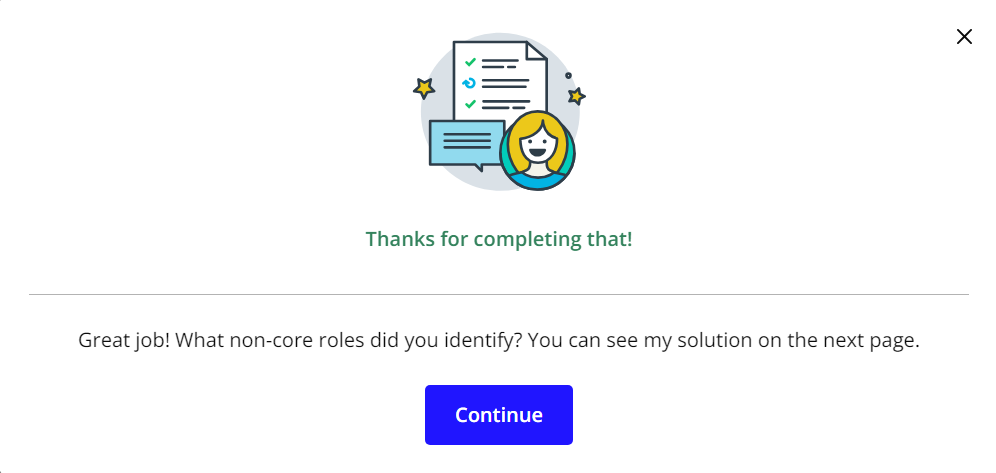 Thanks for completing that!
Great job! What non-core roles did you identify? You can see my solution on the next page.
Continue